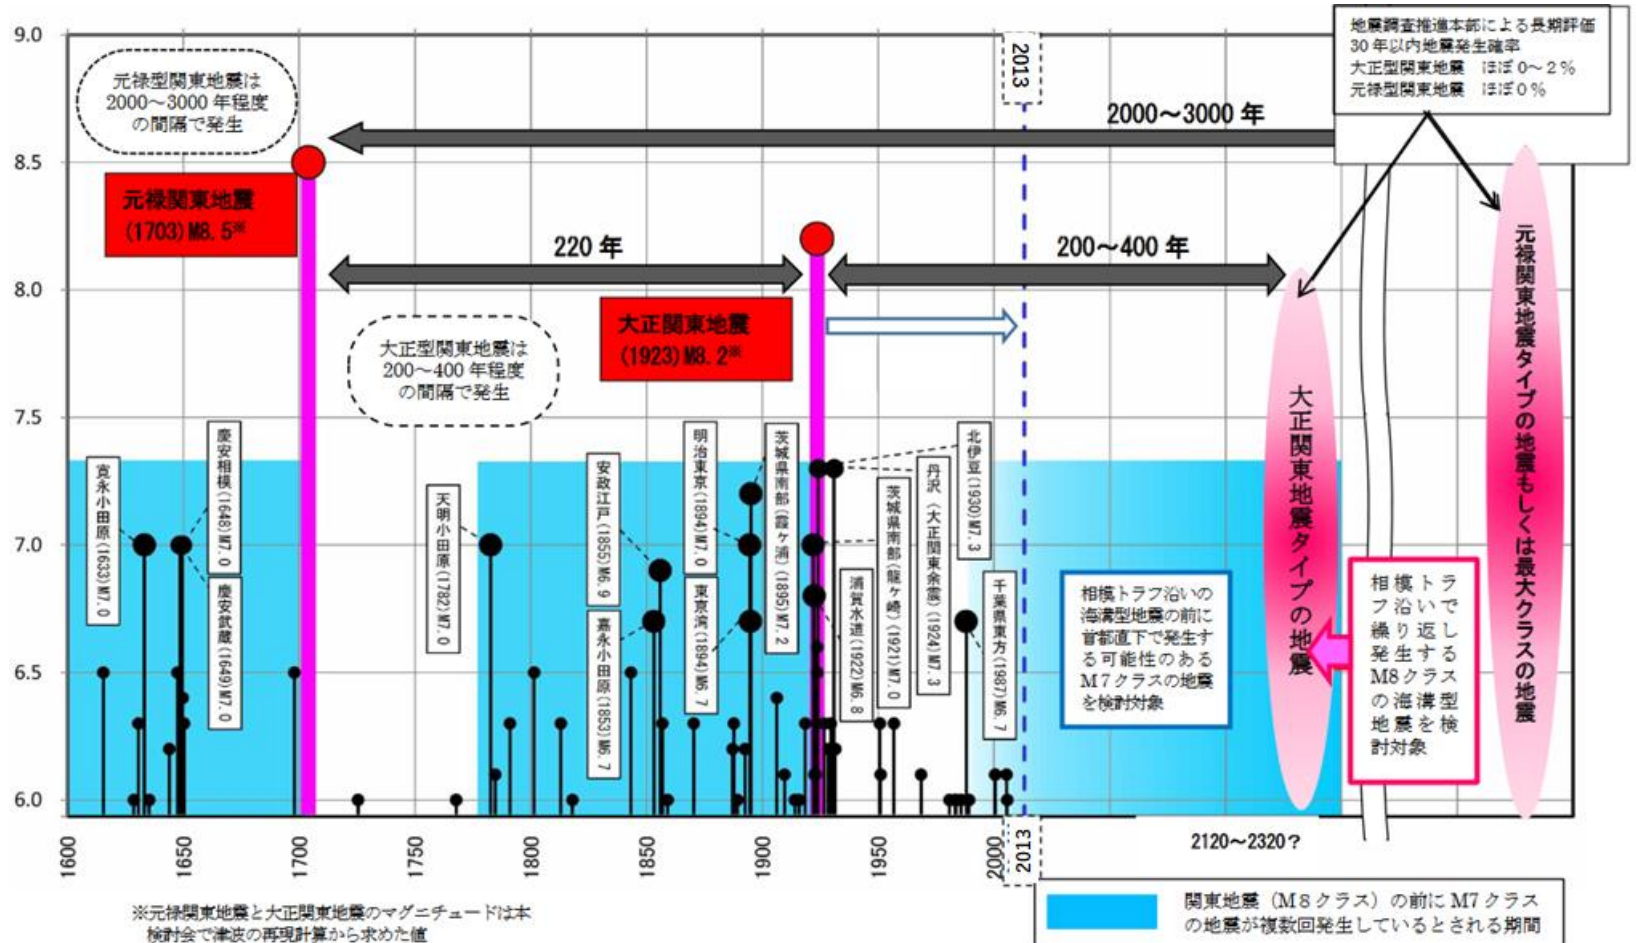 地震調査推進本部による長期評価
30年以内地震発生確率
大正型関東地震　ほぼ0～2％
元禄型関東地震　ほぼ0％
9.0
8.5
8.0
7.5
7.0
6.5
6.0
元禄型関東地震は
2000～3000 年程度
の間隔で発生
2013
2000～3000 年
元禄関東地震
(1703)M8.5※
220 年
200～400 年
大正関東地震
(1923)M8.2※
大正型関東地震は
200～400 年程度
の間隔で発生
寛永小田原(1633)M7.0
慶安相模(1648)M7.0
慶安武蔵(1649)M7.0
天明小田原(1782)M7.0
安政江戸(1855)M6.9
嘉永小田原(1853)M6.7
明治東京(1894)M7.0
東京湾(1894)M6.7
茨城県南部(霞ヶ浦)(1895)M7.2
浦賀水道(1922)M6.8
茨城県南部(龍ヶ崎)(1921)M7.0
丹沢(大正関東余震)(1924)M7.3
北伊豆(1930)M7.3
千葉県東方(1987)M6.7
相模トラフ沿いの
海溝型地震の前に
首都直下で発生す
る可能性のある
M7クラスの地震
を検討対象
大正関東地震タイプの地震
相模トラ
フ沿いで
繰り返し
発生する
M8クラス
の海溝型
地震を検
討対象
元禄関東地震タイプの地震もしくは最大クラスの地震
1600
1650
1700
1750
1800
1850
1900
1950
2000
2013
2120～2320？
※元禄関東地震と大正関東地震のマグニチュードは本
検討会で津波の再現計算から求めた値
関東地震（M8クラス）の前にM7クラス
の地震が複数回発生しているとされる期間